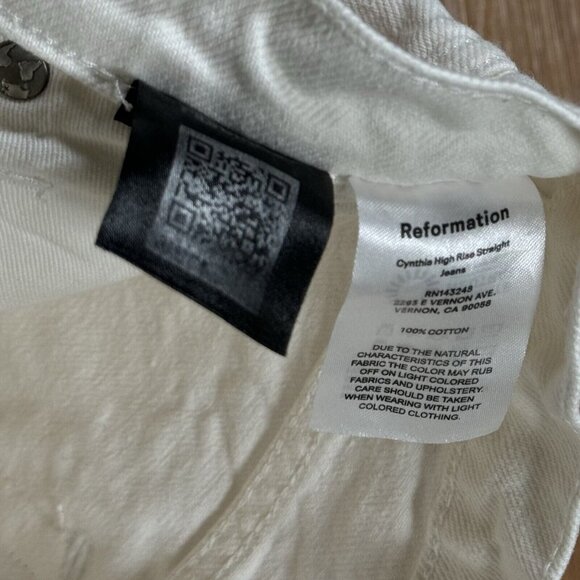 Reformation
Cynthia High Rise Straight
Jeans
RN143248
2263 E VERNON AVE.
VERNON, CA 90058
100% COTTON
DUE TO THE NATURAL
CHARACTERISTICS OF THIS
FABRIC THE COLOR MAY RUB
OFF ON LIGHT COLORED
FABRICS AND UPHOLSTERY.
CARE SHOULD BE TAKEN
WHEN WEARING WITH LIGHT
COLORED CLOTHING.